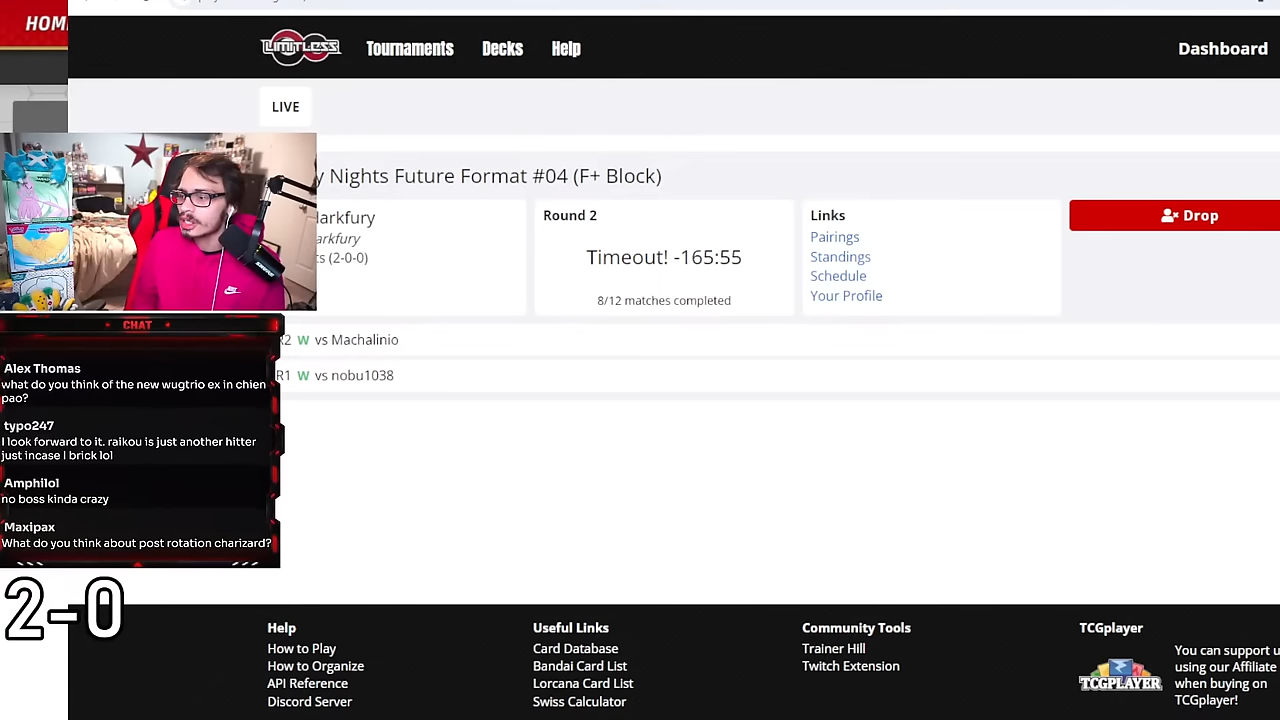 HOM
LIMITLESS
Tournaments
Decks
Help
Dashboard
LIVE
y Nights Future Format #04 (F+ Block)
arkfury
arkfury
ts (2-0-0)
Round 2
Timeout! -165:55
8/12 matches completed
Links
Pairings
Standings
Schedule
Your Profile
Drop
R2 W vs Machalinio
R1 W vs nobu1038
CHAT
Alex Thomas
what do you think of the new wugtrio ex in chien
pao?
typo247
I look forward to it. raikou is just another hitter
just incase I brick lol
Amphilol
no boss kinda crazy
Maxipax
What do you think about post rotation charizard?
2-0
Help
How to Play
How to Organize
API Reference
Discord Server
Useful Links
Card Database
Bandai Card List
Lorcana Card List
Swiss Calculator
Community Tools
Trainer Hill
Twitch Extension
TCGplayer
TCGPLAYER
You can support u
using our Affiliate
when buying on
TCGplayer!